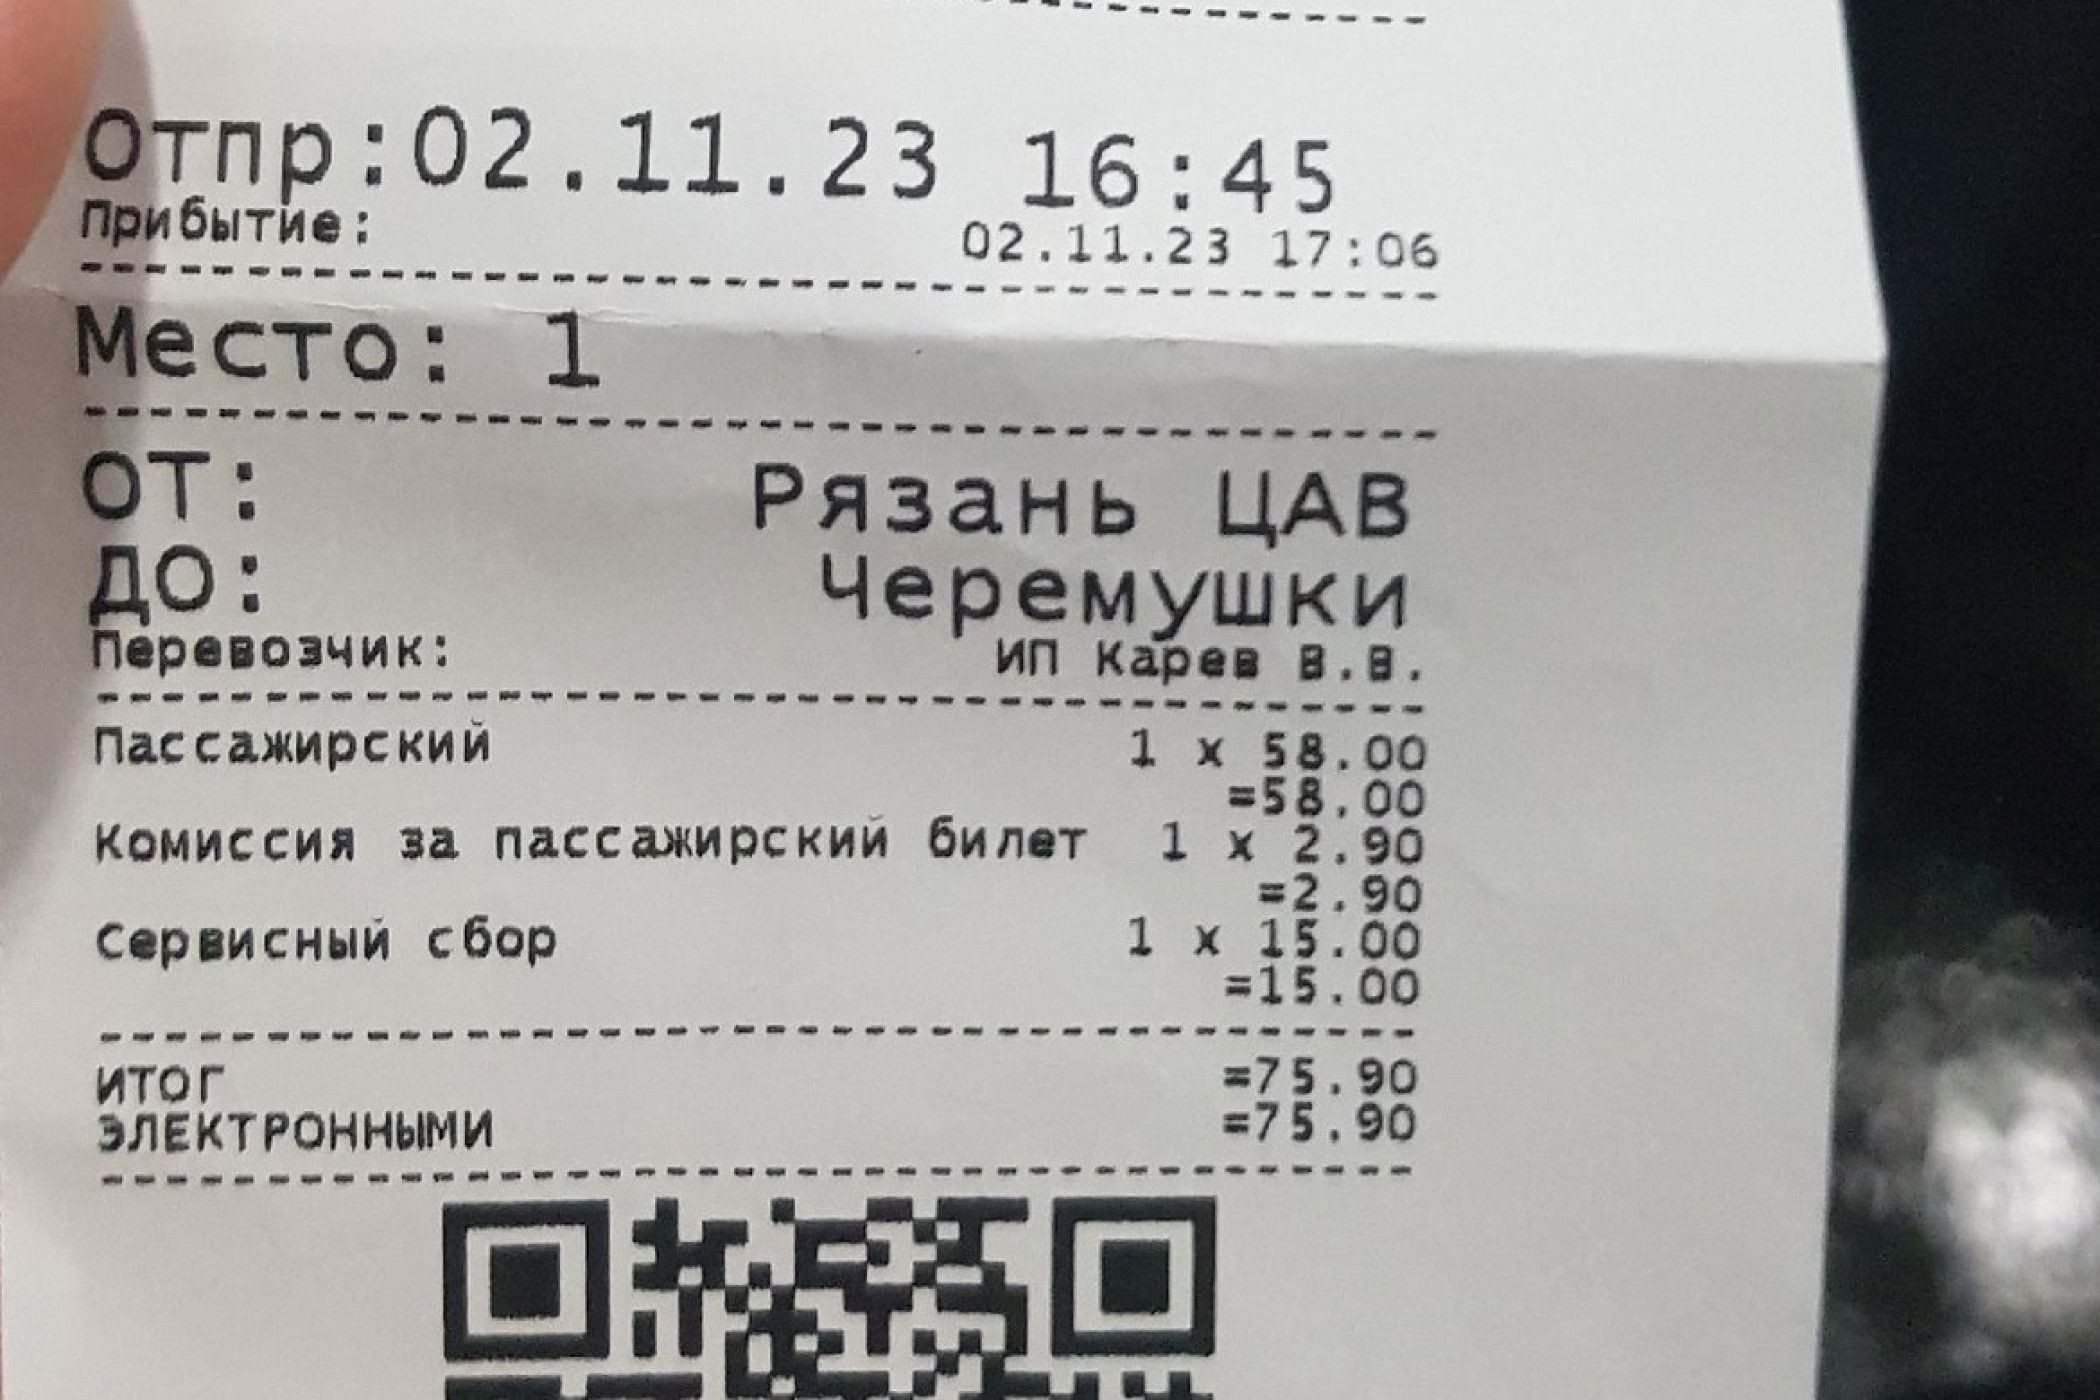 Отпр:02.11.23 16:45
Прибытие: 02.11.23 17:06
Место: 1
ОТ: Рязань ЦАВ
ДО: Черемушки
Перевозчик: ИП Карев В.В.
Пассажирский 1 x 58.00
=58.00
Комиссия за пассажирский билет 1 x 2.90
=2.90
Сервисный сбор 1 x 15.00
=15.00
ИТОГ =75.90
ЭЛЕКТРОННЫМИ =75.90